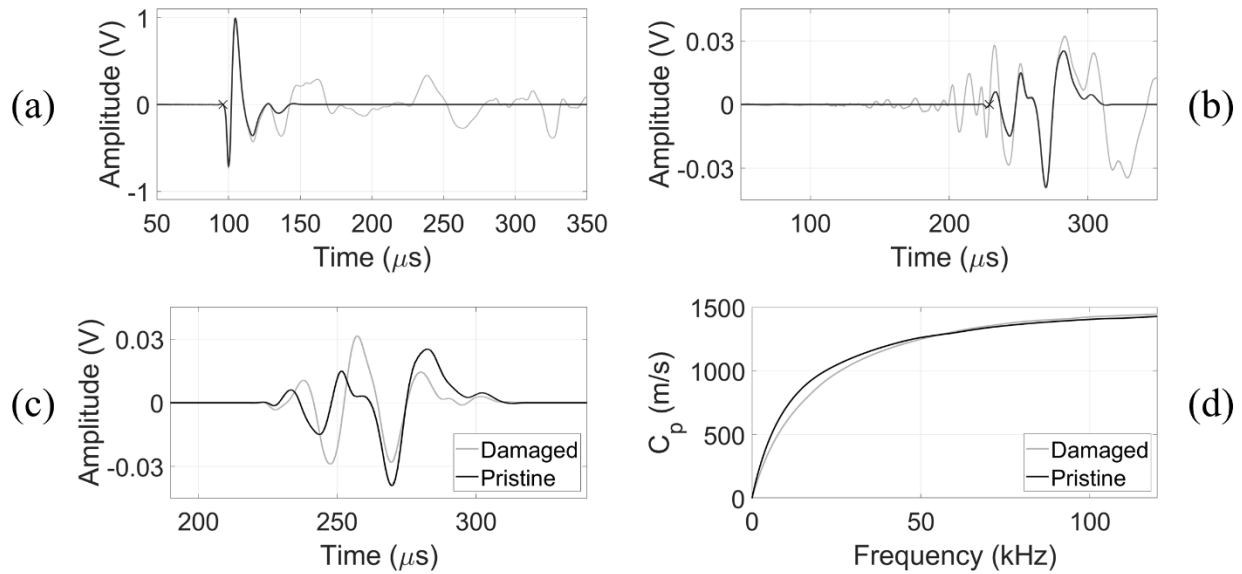 (a)
Amplitude (V)
1
0
-1
50 100 150 200 250 300 350
Time (μs)
(b)
Amplitude (V)
0.03
0
-0.03
100 200 300
Time (μs)
(c)
Amplitude (V)
0.03
0
-0.03
200 250 300
Time (μs)
Damaged
Pristine
(d)
C_p (m/s)
1500
1000
500
0
0 50 100
Frequency (kHz)
Damaged
Pristine